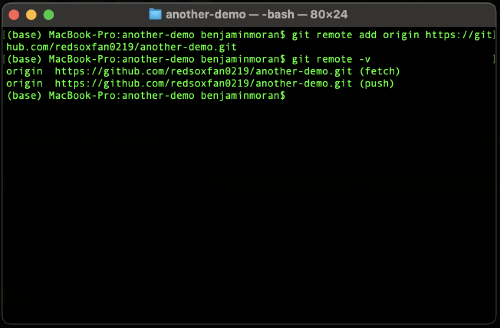 another-demo — -bash — 80×24
(base) MacBook-Pro:another-demo benjaminmoran$ git remote add origin https://git
hub.com/redsoxfan0219/another-demo.git
(base) MacBook-Pro:another-demo benjaminmoran$ git remote -v
origin  https://github.com/redsoxfan0219/another-demo.git (fetch)
origin  https://github.com/redsoxfan0219/another-demo.git (push)
(base) MacBook-Pro:another-demo benjaminmoran$